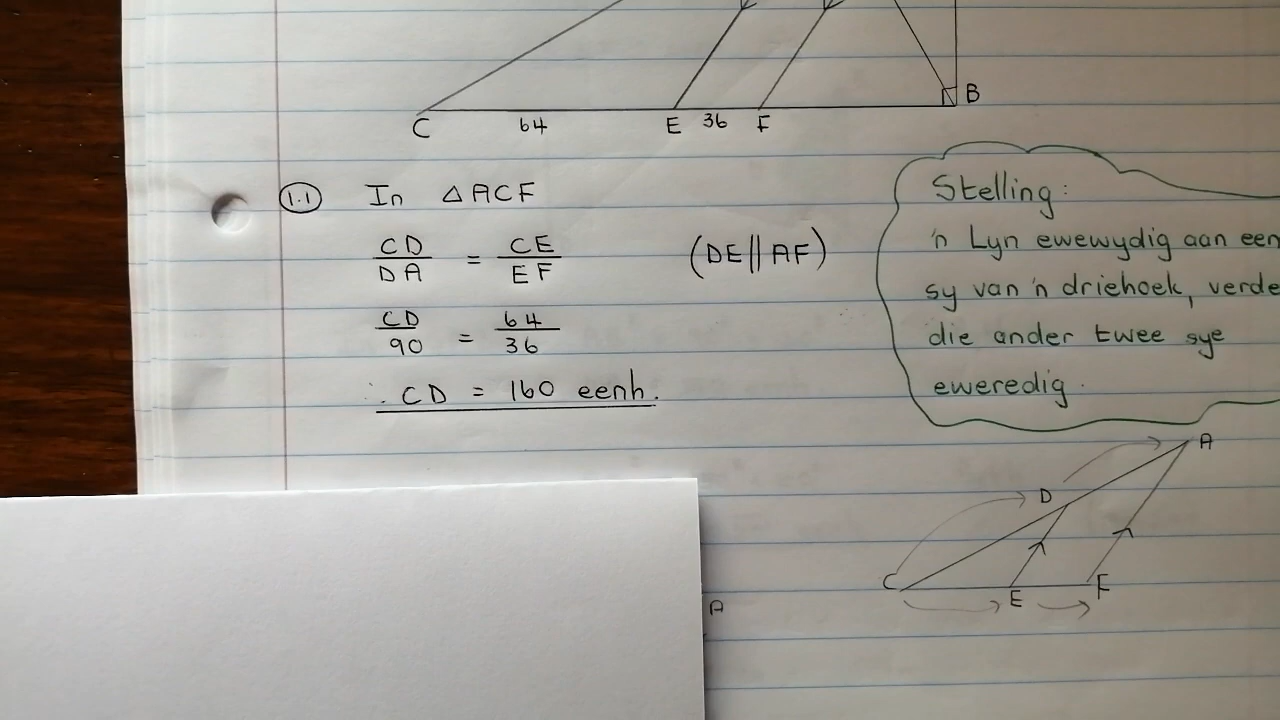 C 64 E 36 F B
1.1 In △ACF
CD/DA = CE/EF (DE||AF)
CD/90 = 64/36
∴ CD = 160 eenh.
Stelling:
'n Lyn ewewydig aan een
sy van 'n driehoek, verde
die ander twee sye
eweredig.
A
D
C E F
A